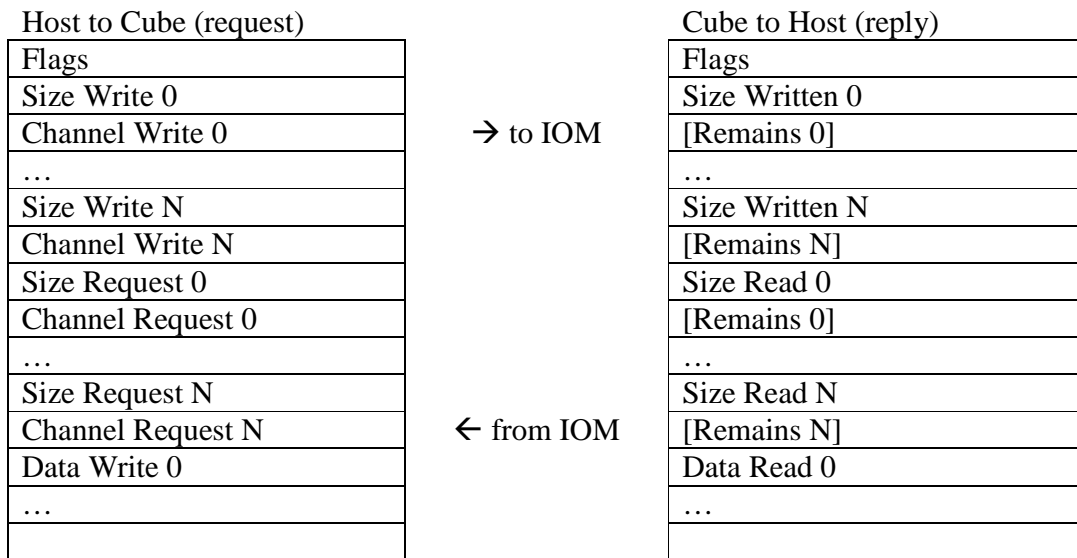 Host to Cube (request)
Flags
Size Write 0
Channel Write 0
…
Size Write N
Channel Write N
Size Request 0
Channel Request 0
…
Size Request N
Channel Request N
Data Write 0
…
→ to IOM
← from IOM
Cube to Host (reply)
Flags
Size Written 0
[Remains 0]
…
Size Written N
[Remains N]
Size Read 0
[Remains 0]
…
Size Read N
[Remains N]
Data Read 0
…